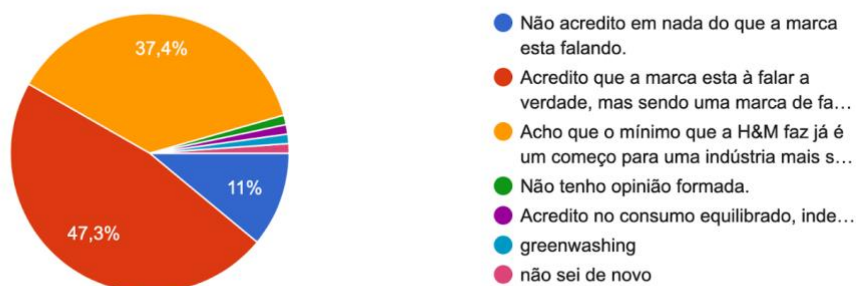 37,4%
11%
47,3%
Não acredito em nada do que a marca
esta falando.
Acredito que a marca esta à falar a
verdade, mas sendo uma marca de fa…
Acho que o mínimo que a H&M faz já é
um começo para uma indústria mais s…
Não tenho opinião formada.
Acredito no consumo equilibrado, inde…
greenwashing
não sei de novo